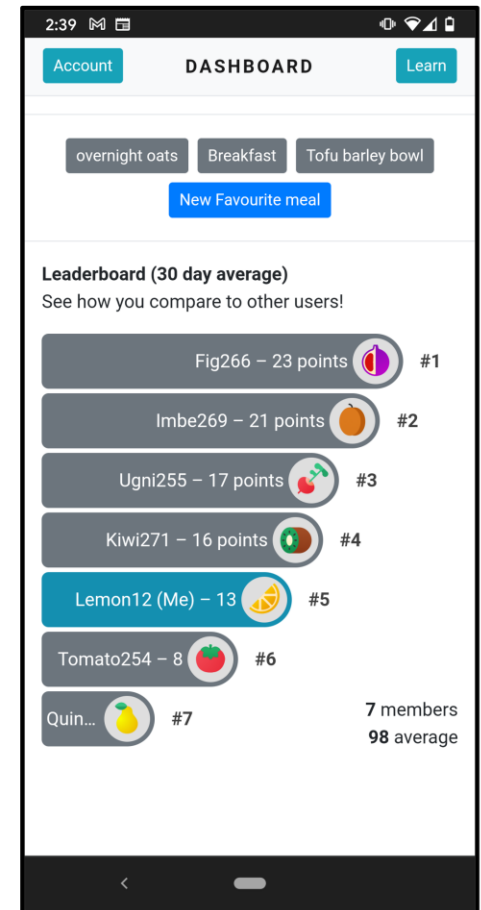 2:39
Account DASHBOARD Learn
overnight oats Breakfast Tofu barley bowl
New Favourite meal
Leaderboard (30 day average)
See how you compare to other users!
Fig266 – 23 points #1
Imbe269 – 21 points #2
Ugni255 – 17 points #3
Kiwi271 – 16 points #4
Lemon12 (Me) – 13 #5
Tomato254 – 8 #6
Quin... #7
7 members
98 average